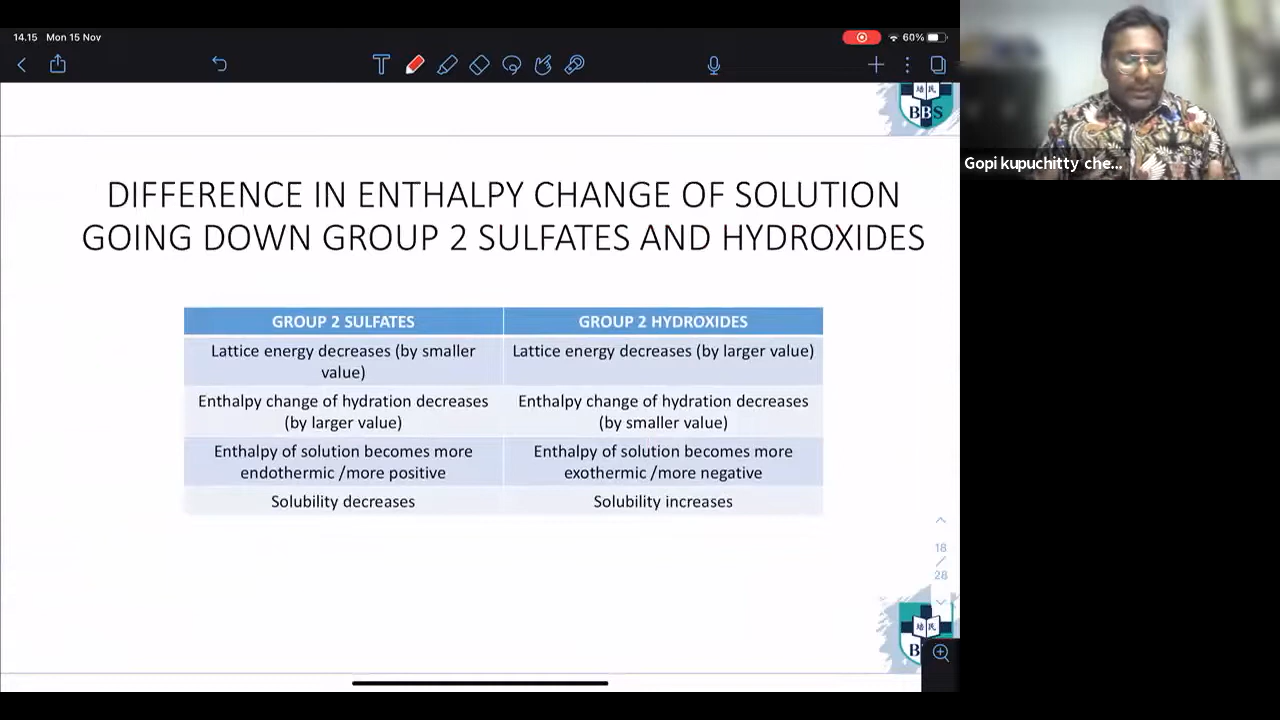 14.15 Mon 15 Nov
60%
BBS
DIFFERENCE IN ENTHALPY CHANGE OF SOLUTION
GOING DOWN GROUP 2 SULFATES AND HYDROXIDES
GROUP 2 SULFATES
GROUP 2 HYDROXIDES
Lattice energy decreases (by smaller
value)
Lattice energy decreases (by larger value)
Enthalpy change of hydration decreases
(by larger value)
Enthalpy change of hydration decreases
(by smaller value)
Enthalpy of solution becomes more
endothermic /more positive
Enthalpy of solution becomes more
exothermic /more negative
Solubility decreases
Solubility increases
18
/
28
培民
B
Gopi kupuchitty che...